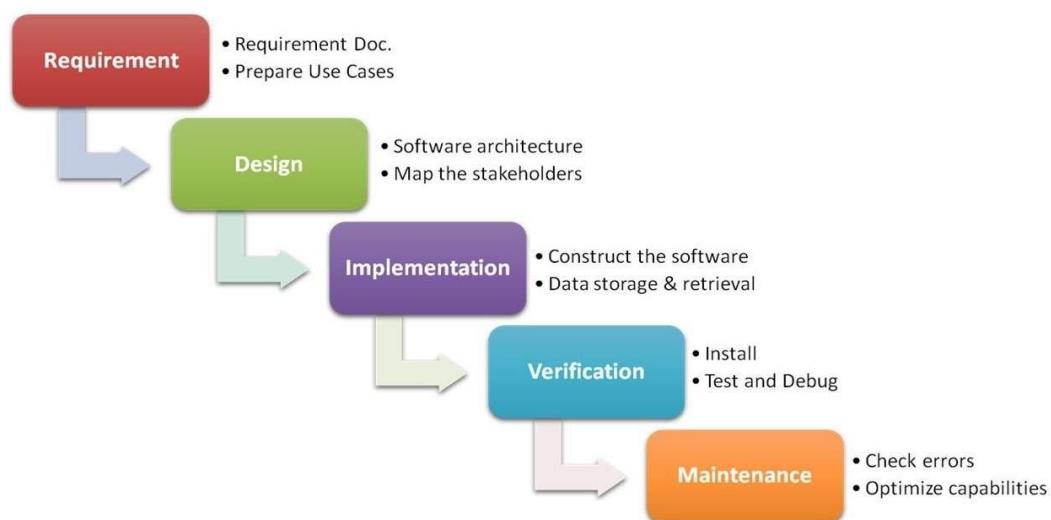 Requirement
• Requirement Doc.
• Prepare Use Cases
Design
• Software architecture
• Map the stakeholders
Implementation
• Construct the software
• Data storage & retrieval
Verification
• Install
• Test and Debug
Maintenance
• Check errors
• Optimize capabilities